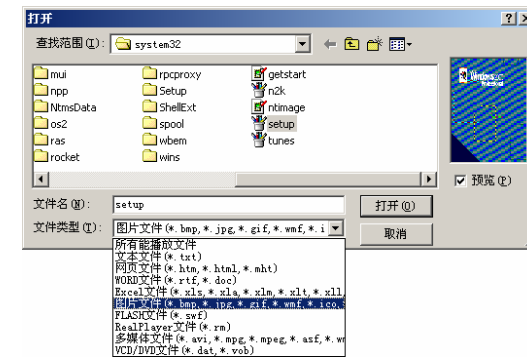 打开
查找范围(I): system32
mui rpcproxy getstart
npp Setup n2k
NtmsData ShellExt ntimage
os2 spool setup
ras wbem tunes
rocket wins
预览(P)
文件名(N): setup 打开(O)
文件类型(T): 图片文件(*.bmp,*.jpg,*.gif,*.wmf,*.i 取消
所有能播放文件
文本文件(*.txt)
网页文件(*.htm,*.html,*.mht)
WORD文件(*.rtf,*.doc)
Excel文件(*.xls,*.xla,*.xlm,*.xlt,*.xll,
图片文件(*.bmp,*.jpg,*.gif,*.wmf,*.ico,
FLASH文件(*.swf)
RealPlayer文件(*.rm)
多媒体文件(*.avi,*.mpg,*.mpeg,*.asf,*.wm
VCD/DVD文件(*.dat,*.vob)